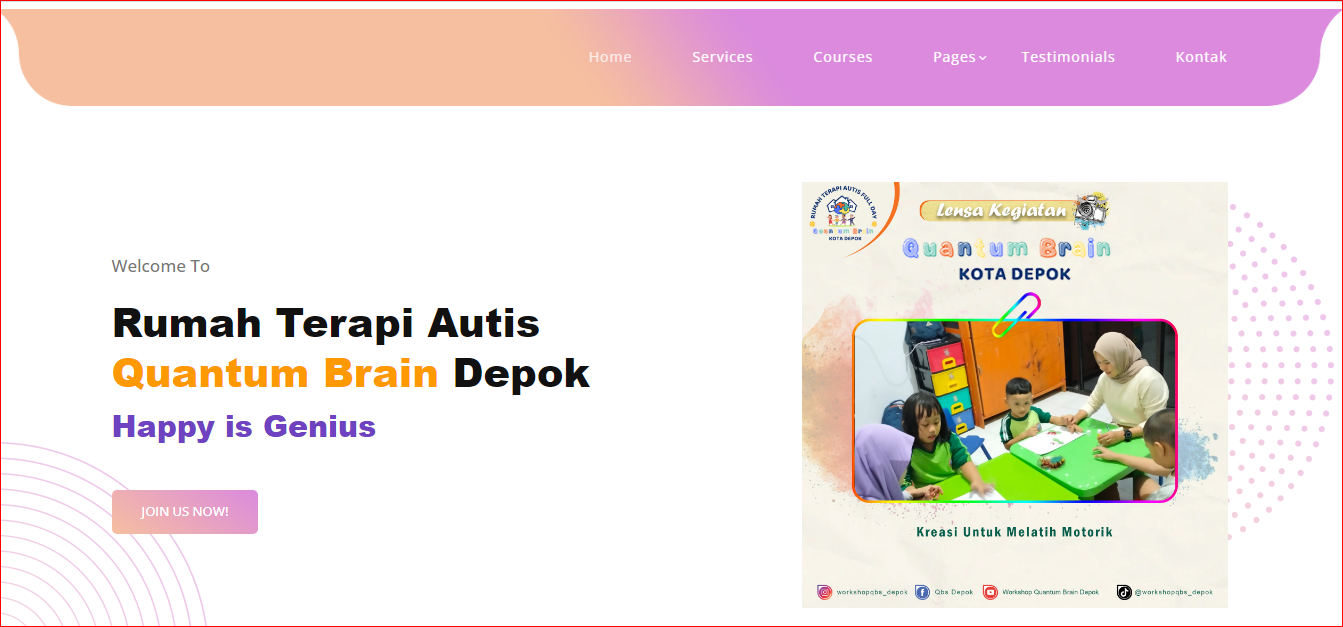 Home Services Courses Pages Testimonials Kontak
Welcome To
Rumah Terapi Autis
Quantum Brain Depok
Happy is Genius
JOIN US NOW!
RUMAH TERAPI AUTIS FULL DAY
Quantum Brain
KOTA DEPOK
Lensa Kegiatan
Quantum Brain
KOTA DEPOK
Kreasi Untuk Melatih Motorik
workshopqbs_depok Qbs Depok Workshop Quantum Brain Depok @workshopqbs_depok